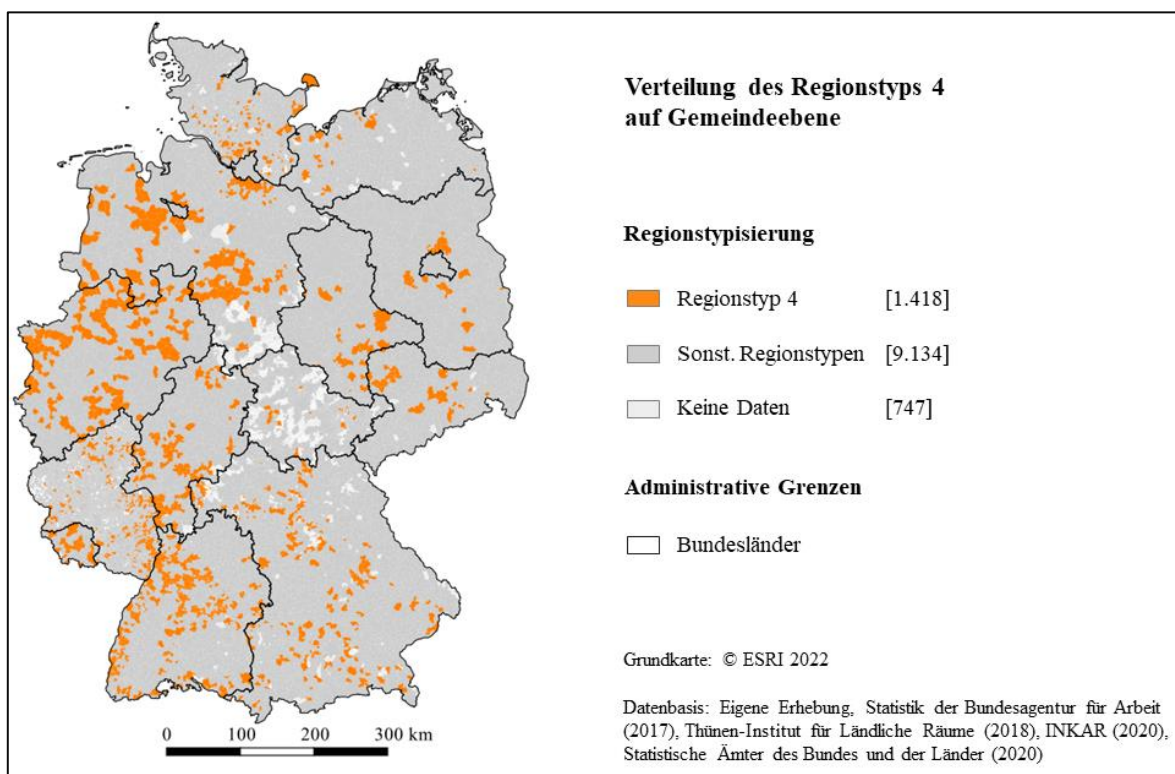 Verteilung des Regionstyps 4
auf Gemeindeebene
Regionstypisierung
Regionstyp 4 [1.418]
Sonst. Regionstypen [9.134]
Keine Daten [747]
Administrative Grenzen
Bundesländer
Grundkarte: © ESRI 2022
Datenbasis: Eigene Erhebung, Statistik der Bundesagentur für Arbeit
(2017), Thünen-Institut für Ländliche Räume (2018), INKAR (2020),
Statistische Ämter des Bundes und der Länder (2020)
0 100 200 300 km